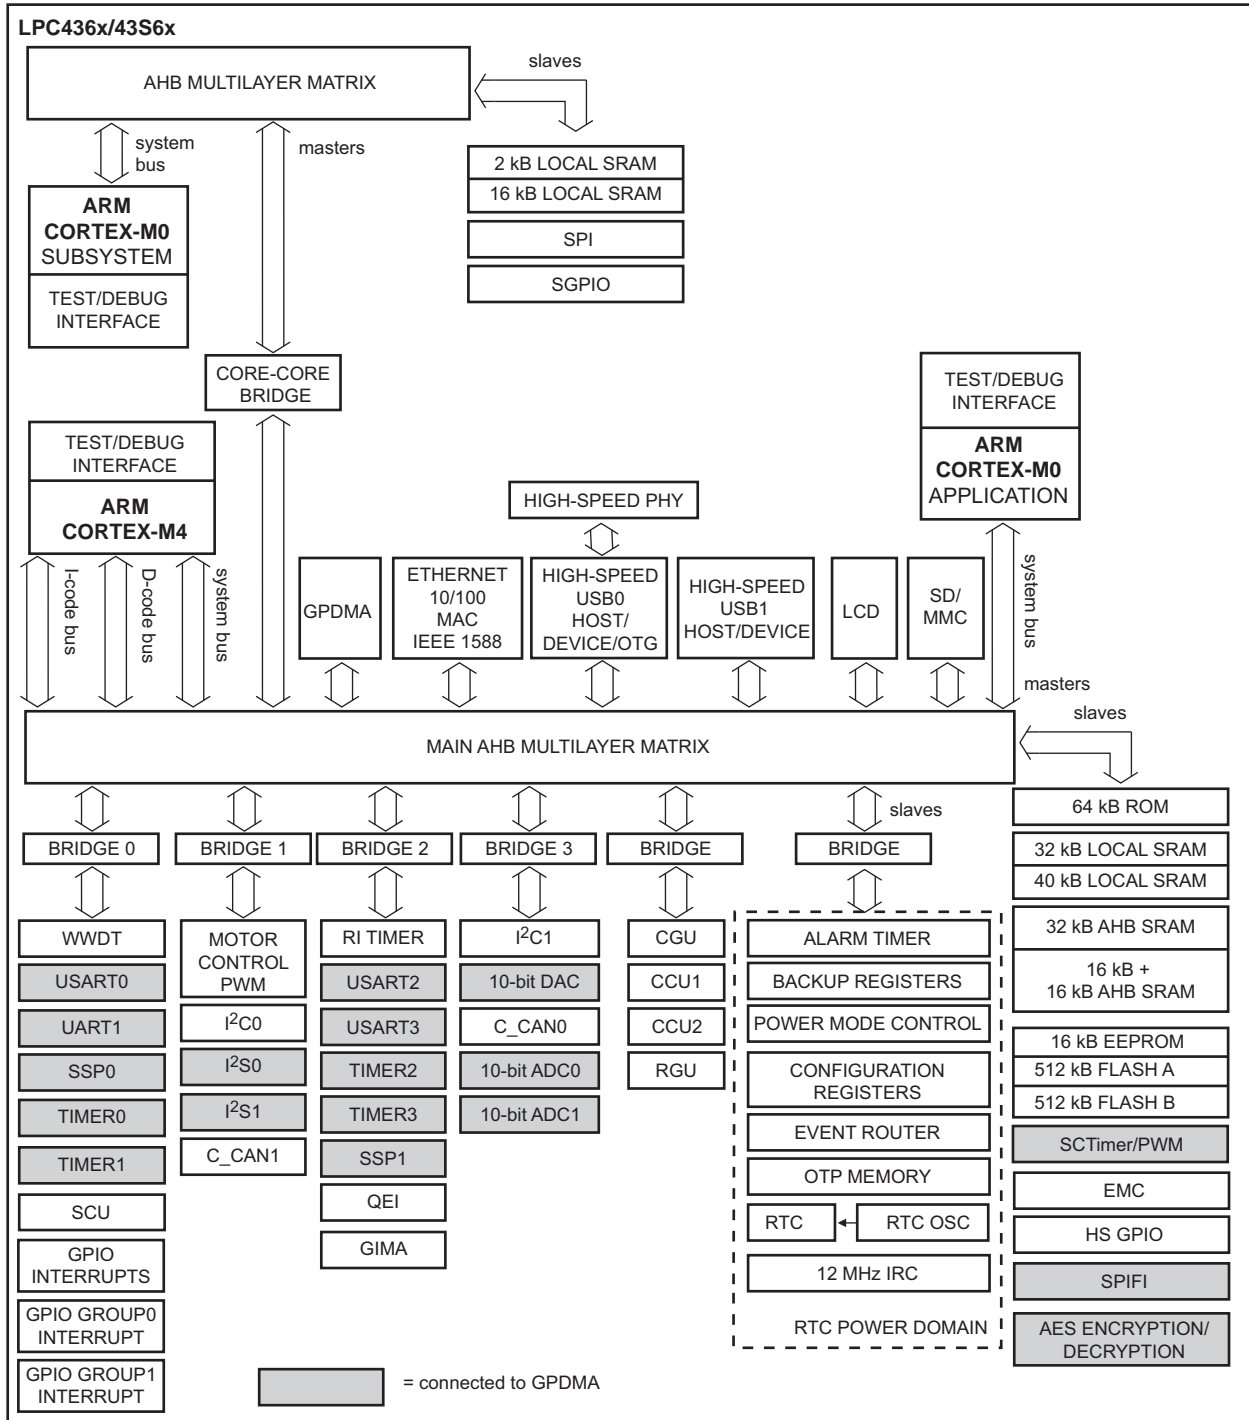 LPC436x/43S6x
AHB MULTILAYER MATRIX
slaves
system
bus
masters
2 kB LOCAL SRAM
16 kB LOCAL SRAM
SPI
SGPIO
ARM
CORTEX-M0
SUBSYSTEM
TEST/DEBUG
INTERFACE
CORE-CORE
BRIDGE
TEST/DEBUG
INTERFACE
ARM
CORTEX-M0
APPLICATION
TEST/DEBUG
INTERFACE
ARM
CORTEX-M4
HIGH-SPEED PHY
I-code bus
D-code bus
system bus
GPDMA
ETHERNET
10/100
MAC
IEEE 1588
HIGH-SPEED
USB0
HOST/
DEVICE/OTG
HIGH-SPEED
USB1
HOST/DEVICE
LCD
SD/
MMC
system bus
masters
slaves
MAIN AHB MULTILAYER MATRIX
slaves
BRIDGE 0
BRIDGE 1
BRIDGE 2
BRIDGE 3
BRIDGE
BRIDGE
WWDT
USART0
UART1
SSP0
TIMER0
TIMER1
SCU
GPIO
INTERRUPTS
GPIO GROUP0
INTERRUPT
GPIO GROUP1
INTERRUPT
MOTOR
CONTROL
PWM
I²C0
I²S0
I²S1
C_CAN1
RI TIMER
USART2
USART3
TIMER2
TIMER3
SSP1
QEI
GIMA
I²C1
10-bit DAC
C_CAN0
10-bit ADC0
10-bit ADC1
CGU
CCU1
CCU2
RGU
ALARM TIMER
BACKUP REGISTERS
POWER MODE CONTROL
CONFIGURATION
REGISTERS
EVENT ROUTER
OTP MEMORY
RTC
RTC OSC
12 MHz IRC
RTC POWER DOMAIN
64 kB ROM
32 kB LOCAL SRAM
40 kB LOCAL SRAM
32 kB AHB SRAM
16 kB +
16 kB AHB SRAM
16 kB EEPROM
512 kB FLASH A
512 kB FLASH B
SCTimer/PWM
EMC
HS GPIO
SPIFI
AES ENCRYPTION/
DECRYPTION
= connected to GPDMA